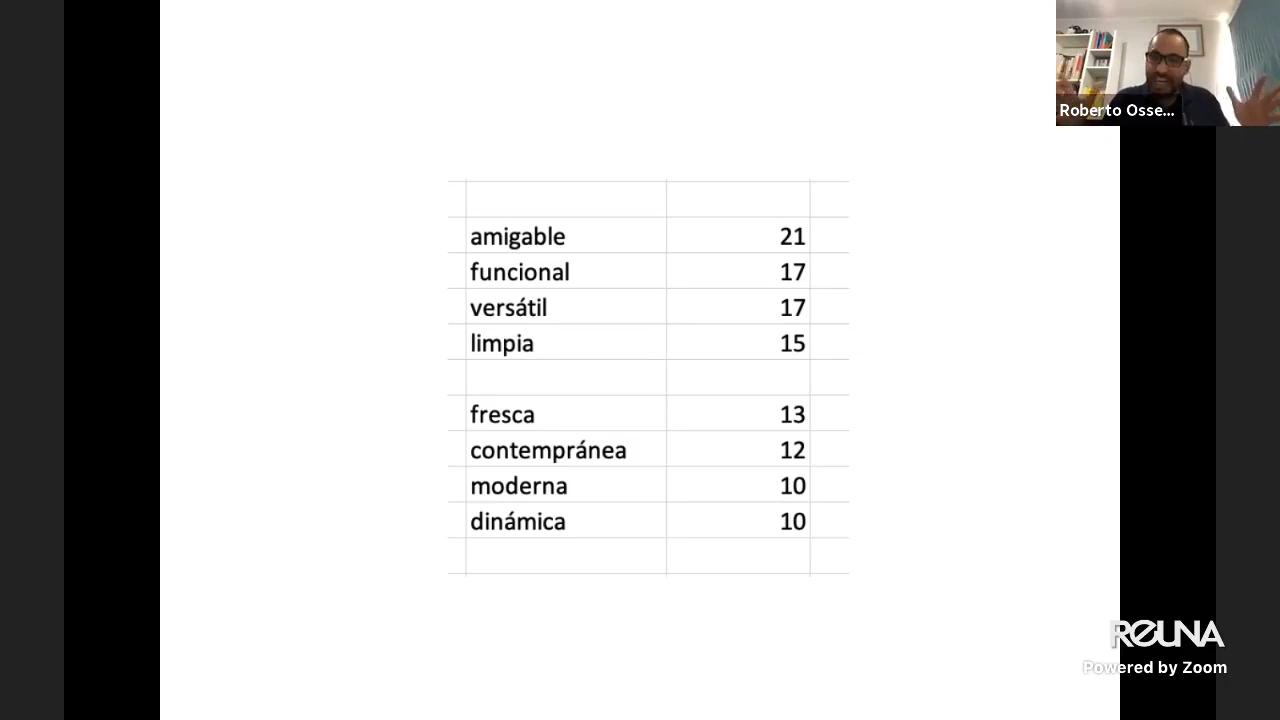 Roberto Osse...
amigable 21
funcional 17
versátil 17
limpia 15
fresca 13
contempránea 12
moderna 10
dinámica 10
REUNA
Powered by Zoom